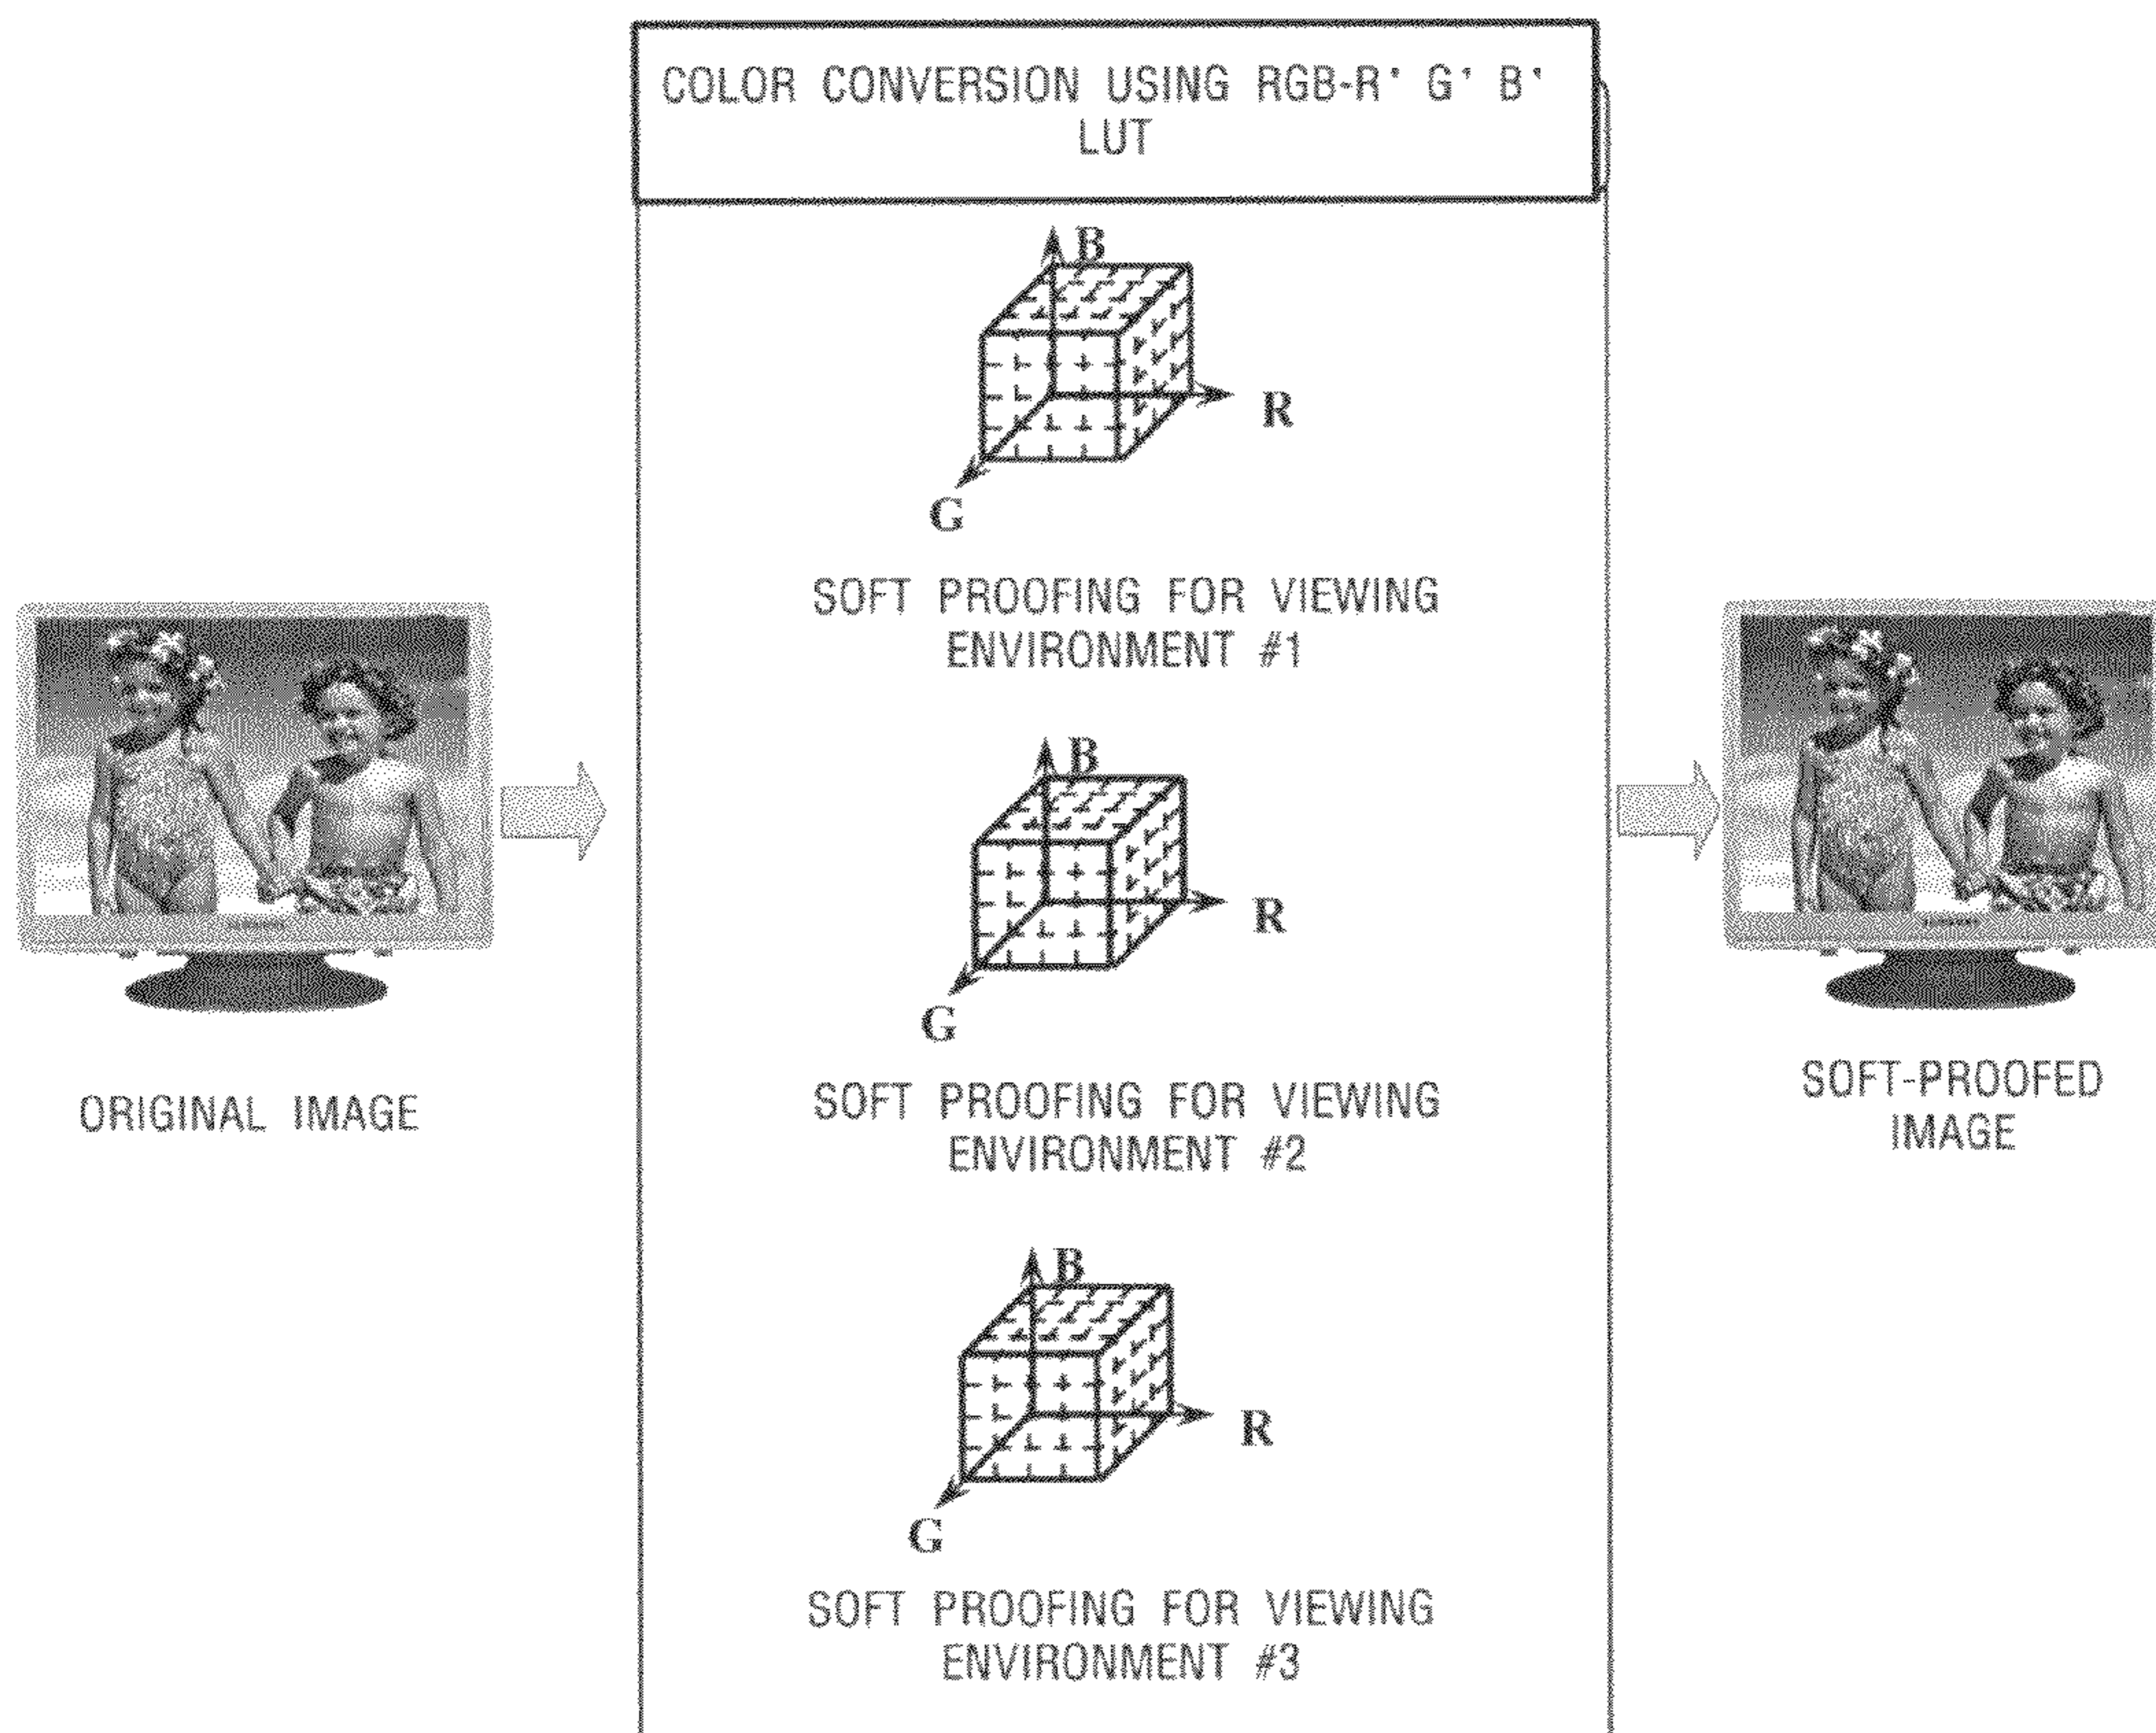 COLOR CONVERSION USING RGB-R' G' B'
LUT
B
R
G
SOFT PROOFING FOR VIEWING
ENVIRONMENT #1
B
R
G
SOFT PROOFING FOR VIEWING
ENVIRONMENT #2
B
R
G
SOFT PROOFING FOR VIEWING
ENVIRONMENT #3
ORIGINAL IMAGE
SOFT-PROOFED
IMAGE